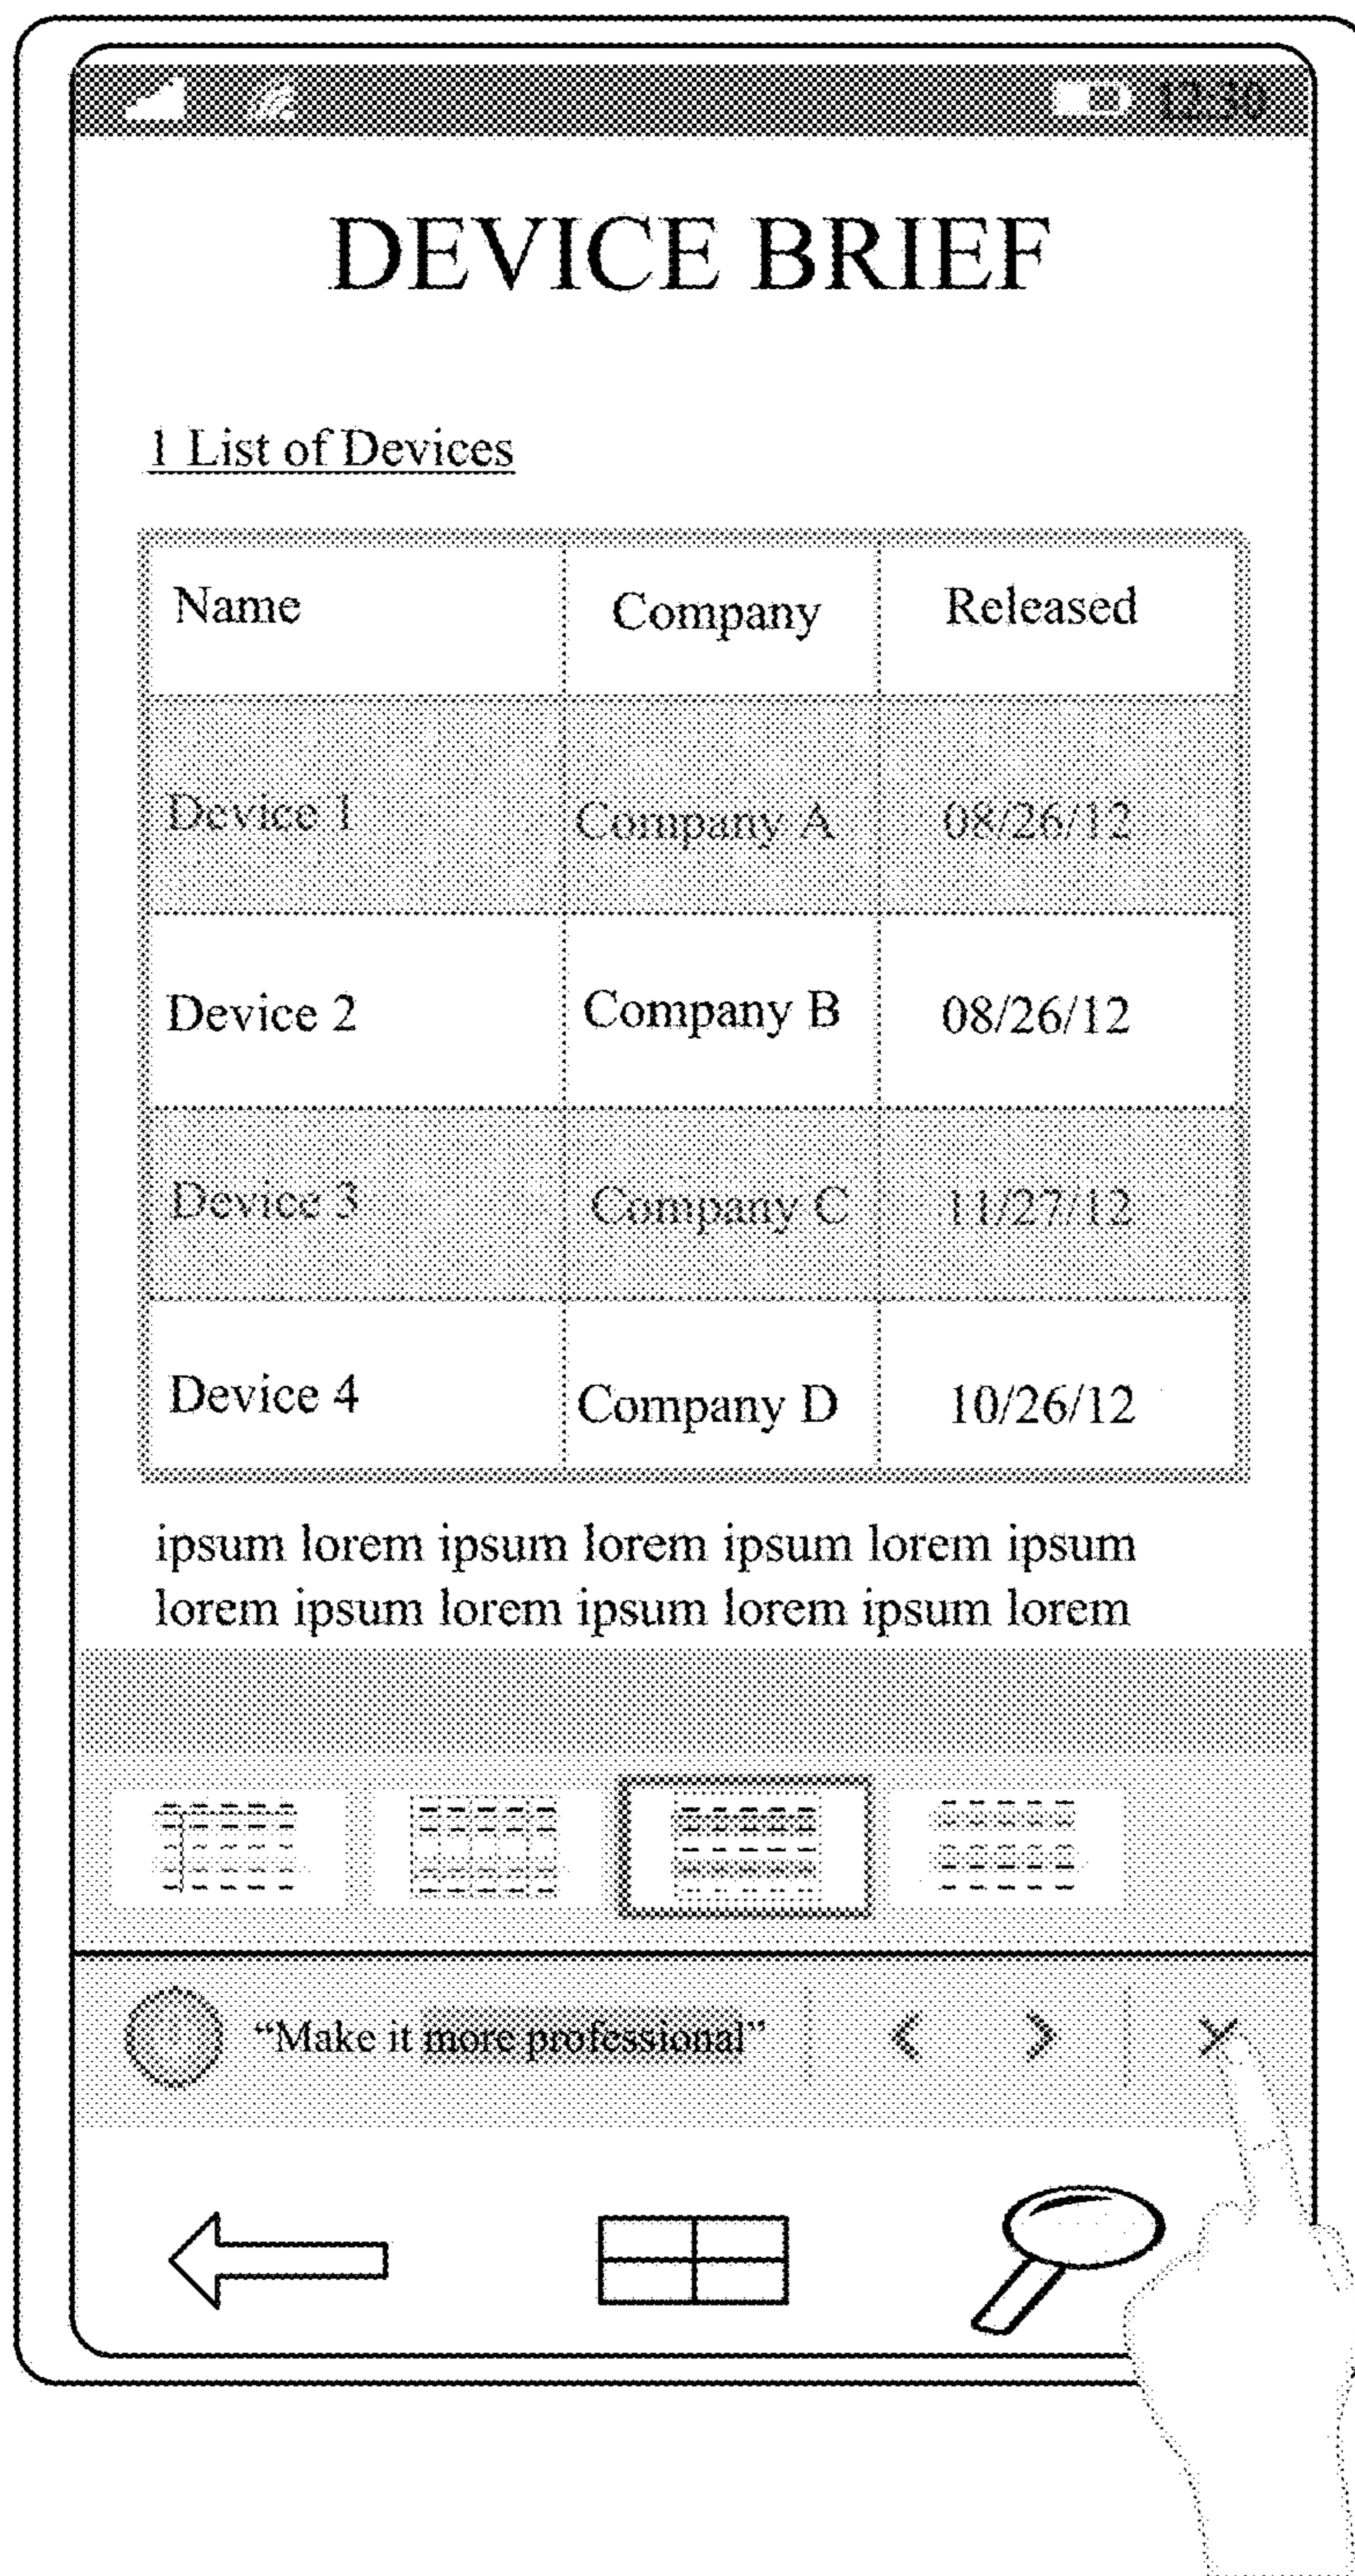 12:30
DEVICE BRIEF
1 List of Devices
Name Company Released
Device 1 Company A 08/26/12
Device 2 Company B 08/26/12
Device 3 Company C 11/27/12
Device 4 Company D 10/26/12
ipsum lorem ipsum lorem ipsum lorem ipsum
lorem ipsum lorem ipsum lorem ipsum lorem
“Make it more professional”